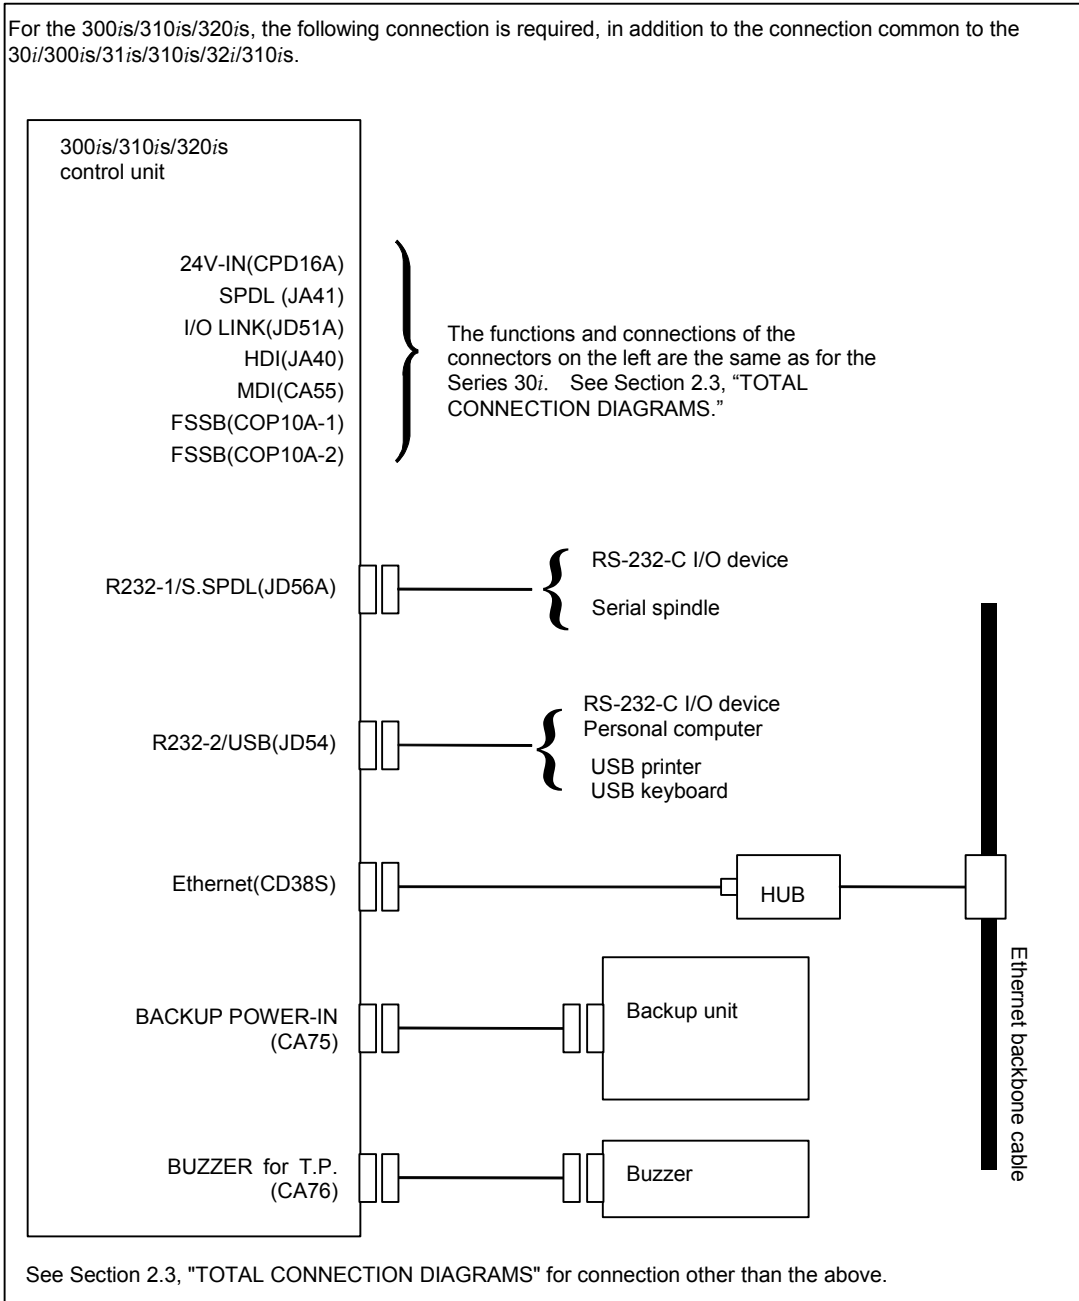 For the 300is/310is/320is, the following connection is required, in addition to the connection common to the
30i/300is/31is/310is/32i/310is.
300is/310is/320is
control unit
24V-IN(CPD16A)
SPDL (JA41)
I/O LINK(JD51A)
HDI(JA40)
MDI(CA55)
FSSB(COP10A-1)
FSSB(COP10A-2)
The functions and connections of the
connectors on the left are the same as for the
Series 30i. See Section 2.3, “TOTAL
CONNECTION DIAGRAMS.”
R232-1/S.SPDL(JD56A)
RS-232-C I/O device
Serial spindle
R232-2/USB(JD54)
RS-232-C I/O device
Personal computer
USB printer
USB keyboard
Ethernet(CD38S)
HUB
Ethernet backbone cable
BACKUP POWER-IN
(CA75)
Backup unit
BUZZER for T.P.
(CA76)
Buzzer
See Section 2.3, "TOTAL CONNECTION DIAGRAMS" for connection other than the above.